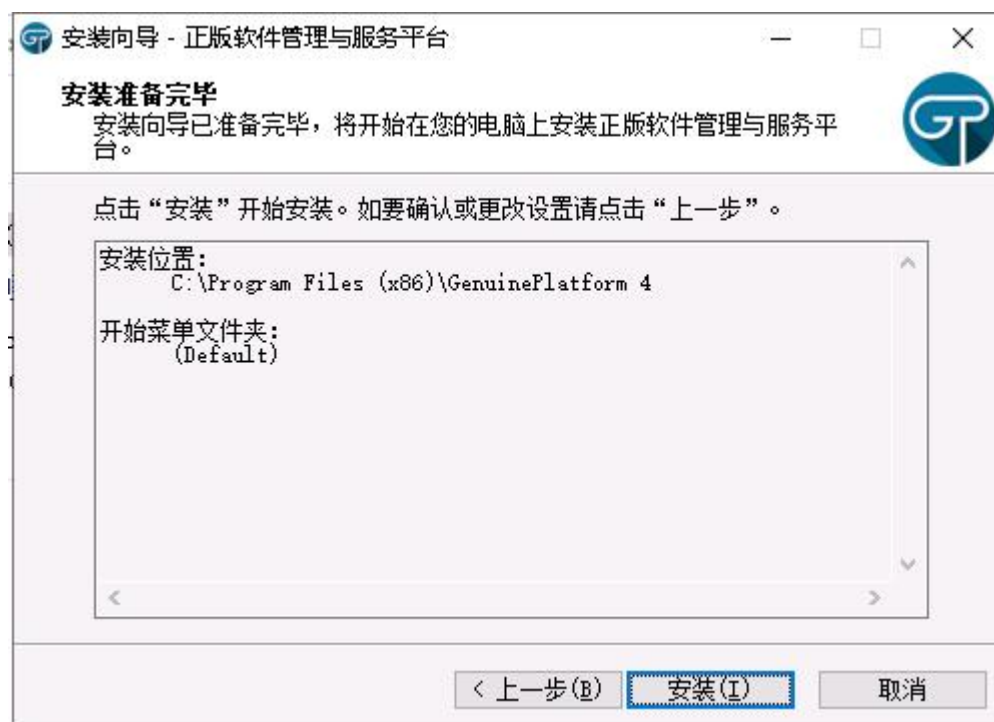 安装向导 - 正版软件管理与服务平台
安装准备完毕
安装向导已准备完毕，将开始在您的电脑上安装正版软件管理与服务平
台。
点击“安装”开始安装。如要确认或更改设置请点击“上一步”。
安装位置：
C:\Program Files (x86)\GenuinePlatform 4
开始菜单文件夹：
(Default)
< 上一步(B) 安装(I) 取消